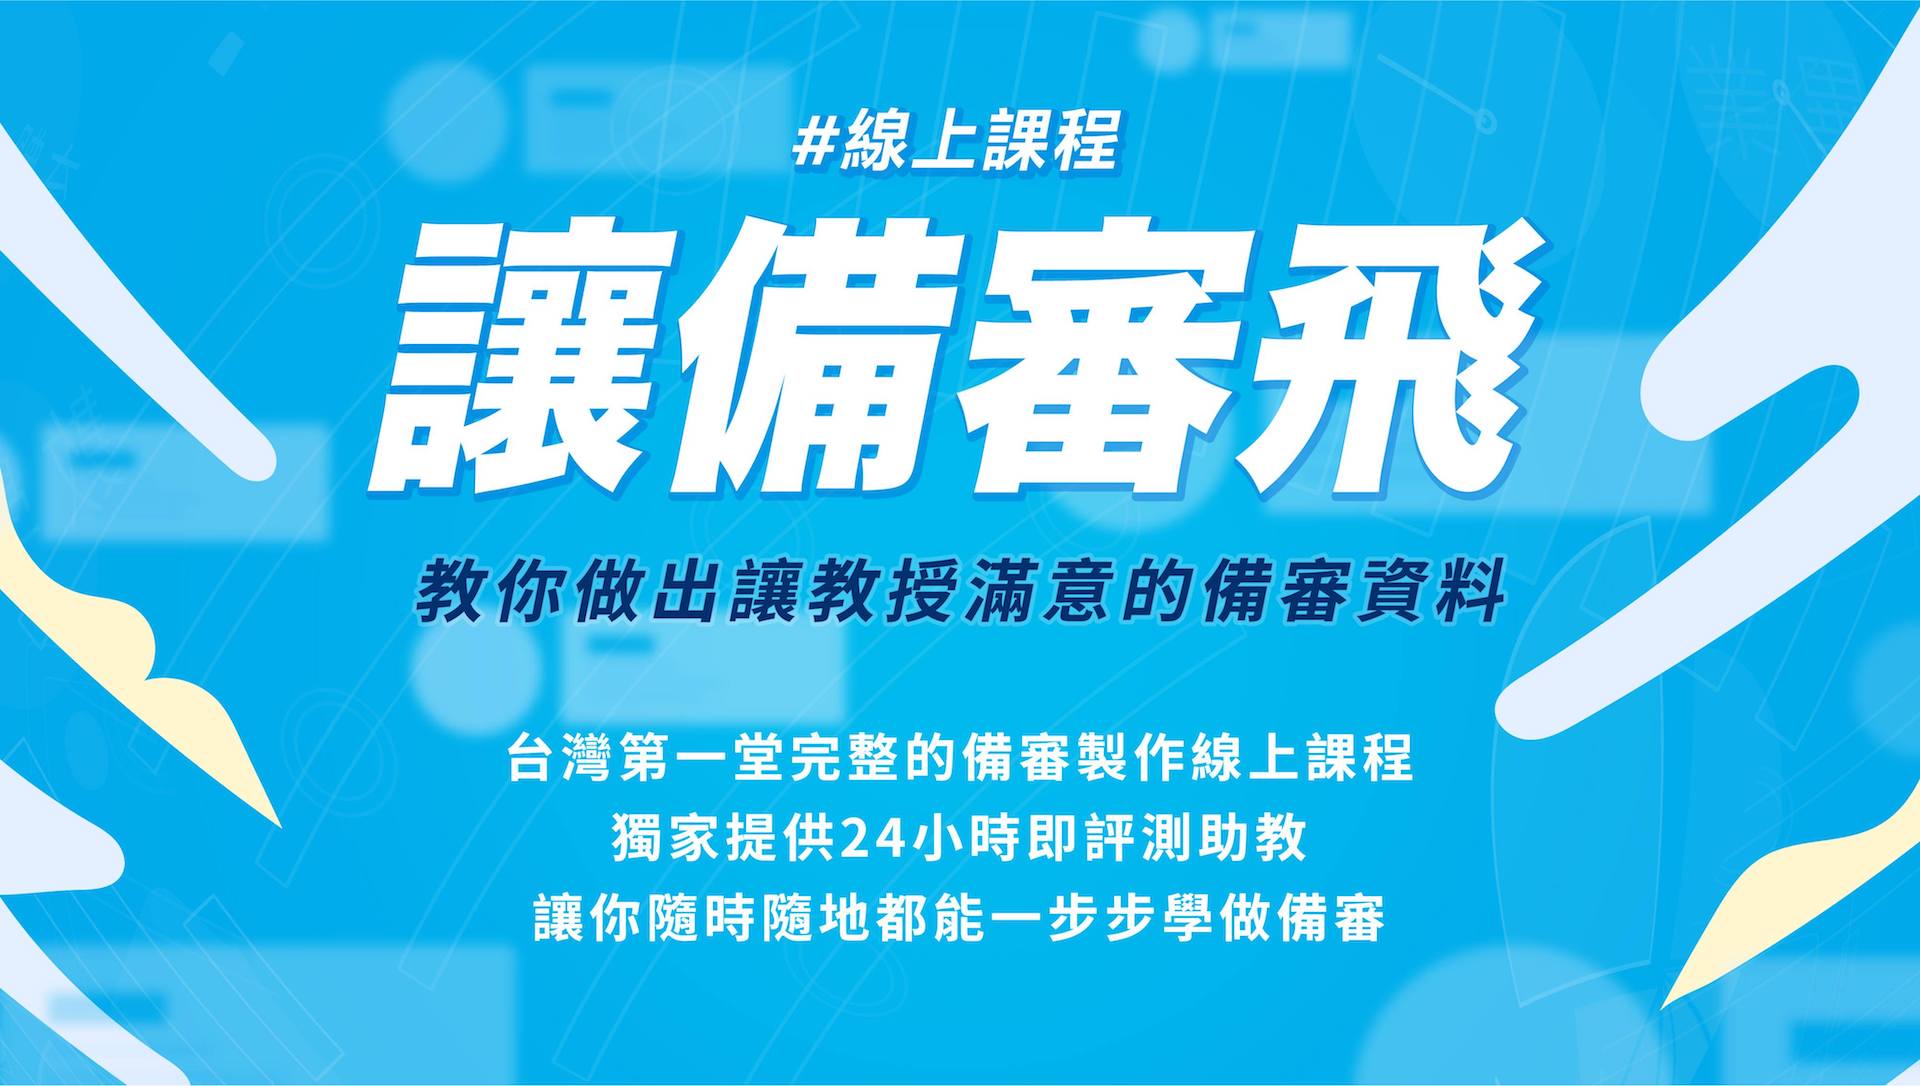 #線上課程
讓備審飛
教你做出讓教授滿意的備審資料
台灣第一堂完整的備審製作線上課程
獨家提供24小時即評測助教
讓你隨時隨地都能一步步學做備審